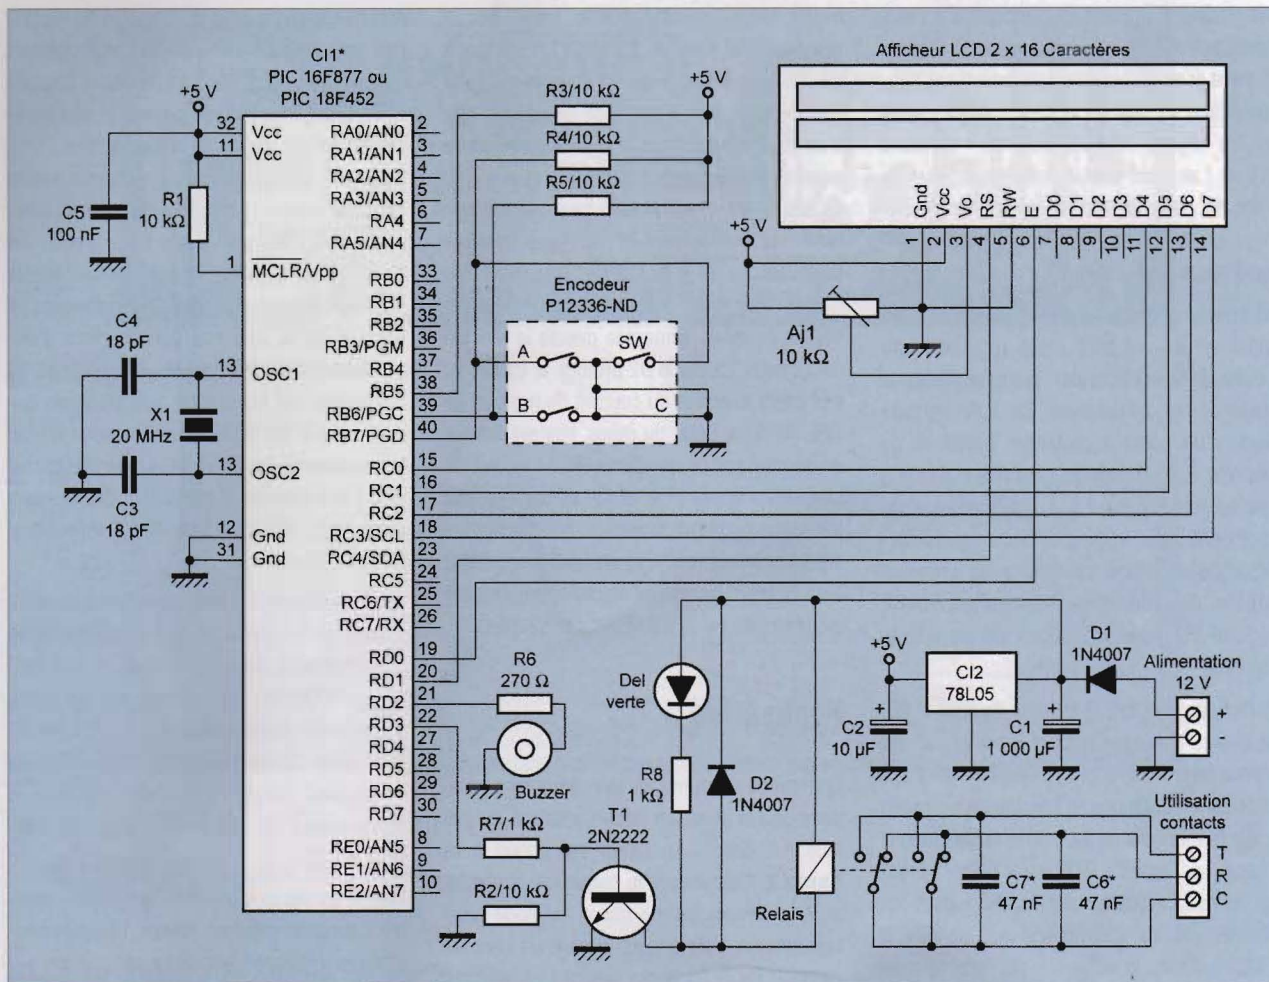 CI1*
PIC 16F877 ou
PIC 18F452
+5 V
32
Vcc
11
Vcc
C5
100 nF
R1
10 kΩ
1
MCLR/Vpp
C4
18 pF
13
OSC1
X1
20 MHz
13
OSC2
C3
18 pF
12
Gnd
31
Gnd
RA0/AN0
2
RA1/AN1
3
RA2/AN2
4
RA3/AN3
5
RA4
6
RA5/AN4
7
RB0
33
RB1
34
RB2
35
RB3/PGM
36
RB4
37
RB5
38
RB6/PGC
39
RB7/PGD
40
RC0
15
RC1
16
RC2
17
RC3/SCL
18
RC4/SDA
23
RC5
24
RC6/TX
25
RC7/RX
26
RD0
19
RD1
20
RD2
21
RD3
22
RD4
27
RD5
28
RD6
29
RD7
30
RE0/AN5
8
RE1/AN6
9
RE2/AN7
10
R3/10 kΩ
R4/10 kΩ
R5/10 kΩ
+5 V
Encodeur
P12336-ND
A
SW
B
C
Afficheur LCD 2 x 16 Caractères
Gnd
Vcc
Vo
RS
RW
E
D0
D1
D2
D3
D4
D5
D6
D7
1
2
3
4
5
6
7
8
9
10
11
12
13
14
+5 V
Aj1
10 kΩ
R6
270 Ω
Buzzer
R7/1 kΩ
R2/10 kΩ
T1
2N2222
Del
verte
R8
1 kΩ
D2
1N4007
Relais
+5 V
CI2
78L05
D1
1N4007
Alimentation
12 V
+
-
+
C2
10 µF
+
C1
1 000 µF
Utilisation
contacts
T
R
C
C7*
47 nF
C6*
47 nF